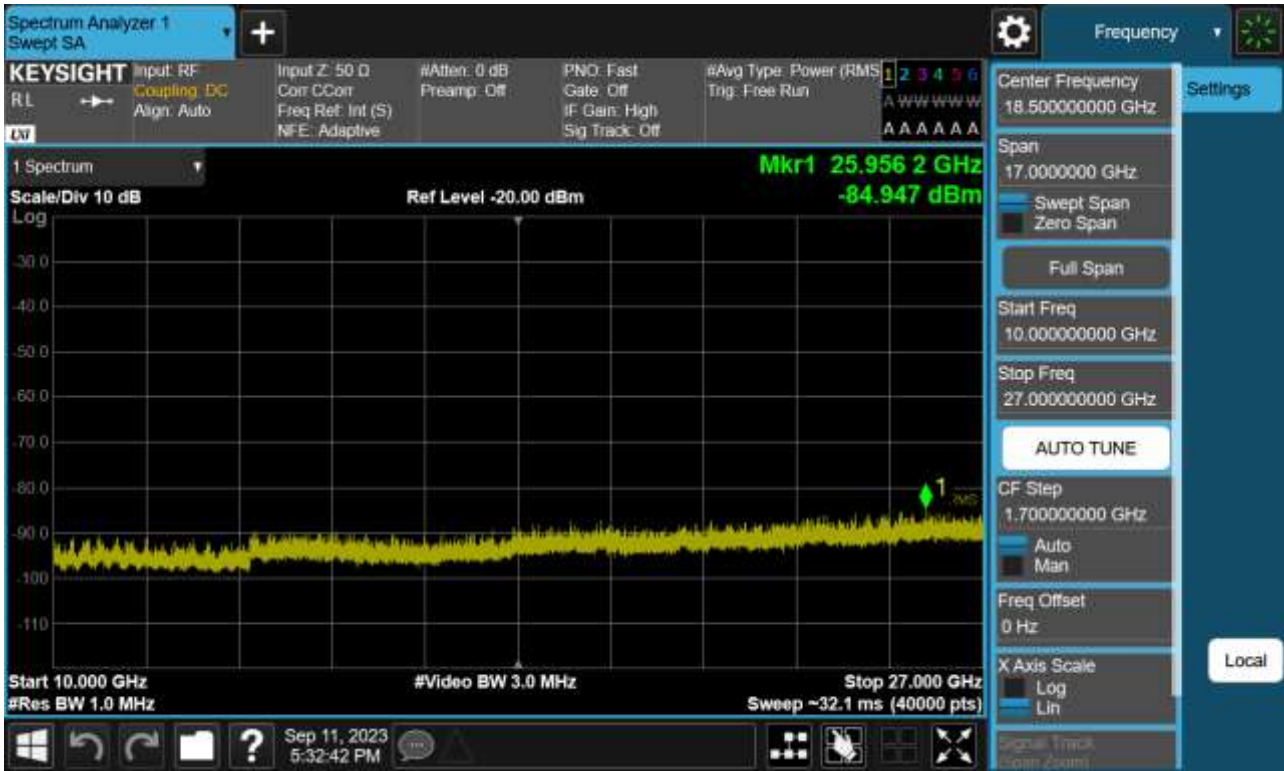 Spectrum Analyzer 1
Swept SA
+
Frequency
KEYSIGHT
RL
LXI
Input: RF
Coupling: DC
Align: Auto
Input Z: 50 Ω
Corr CCorr
Freq Ref: Int (S)
NFE: Adaptive
#Atten: 0 dB
Preamp: Off
PNO: Fast
Gate: Off
IF Gain: High
Sig Track: Off
#Avg Type: Power (RMS
Trig: Free Run
1 2 3 4 5 6
A W W W W W
A A A A A A
1 Spectrum
Scale/Div 10 dB
Ref Level -20.00 dBm
Mkr1 25.956 2 GHz
-84.947 dBm
Log
-30.0
-40.0
-50.0
-60.0
-70.0
-80.0
-90.0
-100
-110
1
RMS
Start 10.000 GHz
#Res BW 1.0 MHz
#Video BW 3.0 MHz
Stop 27.000 GHz
Sweep ~32.1 ms (40000 pts)
Center Frequency
18.500000000 GHz
Span
17.0000000 GHz
Swept Span
Zero Span
Full Span
Start Freq
10.000000000 GHz
Stop Freq
27.000000000 GHz
AUTO TUNE
CF Step
1.700000000 GHz
Auto
Man
Freq Offset
0 Hz
X Axis Scale
Log
Lin
Signal Track
(Span Zoom)
Settings
Local
?
Sep 11, 2023
5:32:42 PM